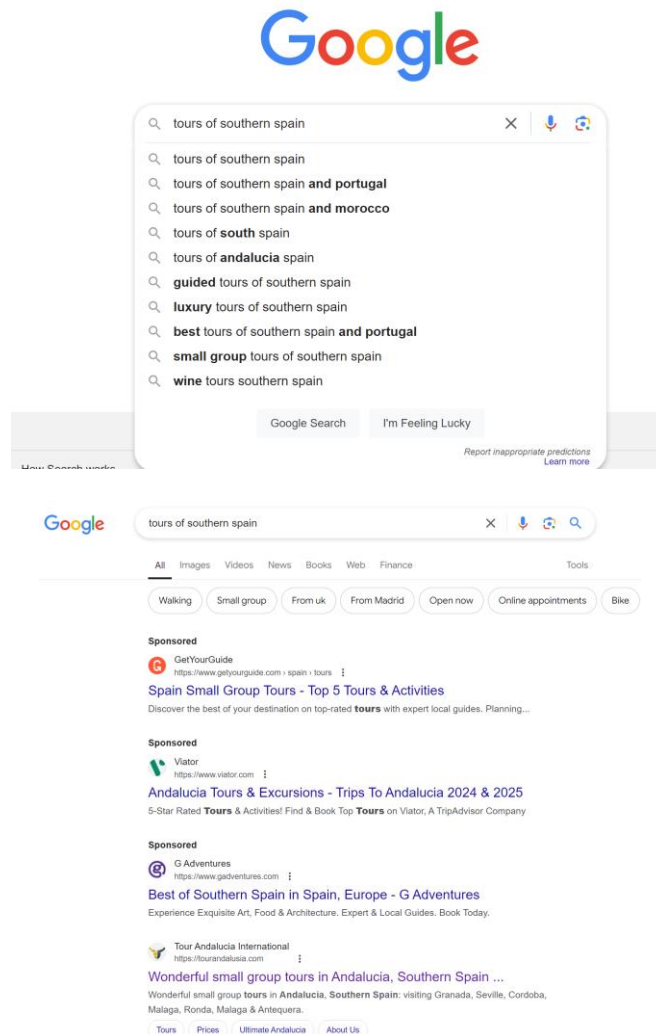 Google
tours of southern spain
tours of southern spain
tours of southern spain and portugal
tours of southern spain and morocco
tours of south spain
tours of andalucia spain
guided tours of southern spain
luxury tours of southern spain
best tours of southern spain and portugal
small group tours of southern spain
wine tours southern spain
Google Search I'm Feeling Lucky
Report inappropriate predictions
Learn more
How Search works
Google tours of southern spain
All Images Videos News Books Web Finance Tools
Walking Small group From uk From Madrid Open now Online appointments Bike
Sponsored
GetYourGuide
https://www.getyourguide.com › spain › tours
Spain Small Group Tours - Top 5 Tours & Activities
Discover the best of your destination on top-rated tours with expert local guides. Planning...
Sponsored
Viator
https://www.viator.com
Andalucia Tours & Excursions - Trips To Andalucia 2024 & 2025
5-Star Rated Tours & Activities! Find & Book Top Tours on Viator, A TripAdvisor Company
Sponsored
G Adventures
https://www.gadventures.com
Best of Southern Spain in Spain, Europe - G Adventures
Experience Exquisite Art, Food & Architecture. Expert & Local Guides. Book Today.
Tour Andalucia International
https://tourandalusia.com
Wonderful small group tours in Andalucia, Southern Spain ...
Wonderful small group tours in Andalucia, Southern Spain: visiting Granada, Seville, Cordoba,
Malaga, Ronda, Malaga & Antequera.
Tours Prices Ultimate Andalucia About Us